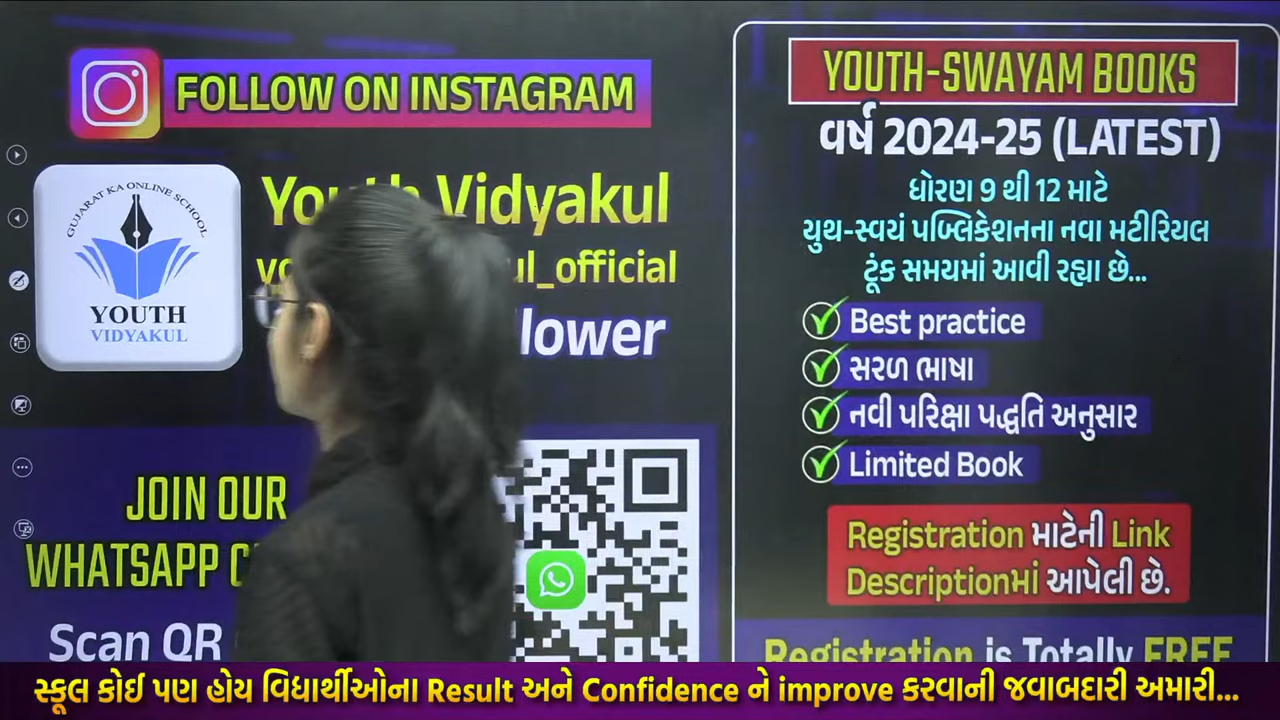 FOLLOW ON INSTAGRAM
GUJARAT KA ONLINE SCHOOL
YOUTH
VIDYAKUL
Vidyakul
JOIN OUR
WHATSAPP
Scan QR
YOUTH-SWAYAM BOOKS
વર્ષ 2024-25 (LATEST)
ધોરણ 9 થી 12 માટે
યુથ-સ્વયં પબ્લિકેશનના નવા મટીરિયલ
ટૂંક સમયમાં આવી રહ્યા છે...
Best practice
સરળ ભાષા
નવી પરિક્ષા પદ્ધતિ અનુસાર
Limited Book
Registration માટેની Link
Descriptionમાં આપેલી છે.
Registration is Totally FREE
સ્કૂલ કોઈ પણ હોય વિદ્યાર્થીઓના Result અને Confidence ને improve કરવાની જવાબદારી અમારી...